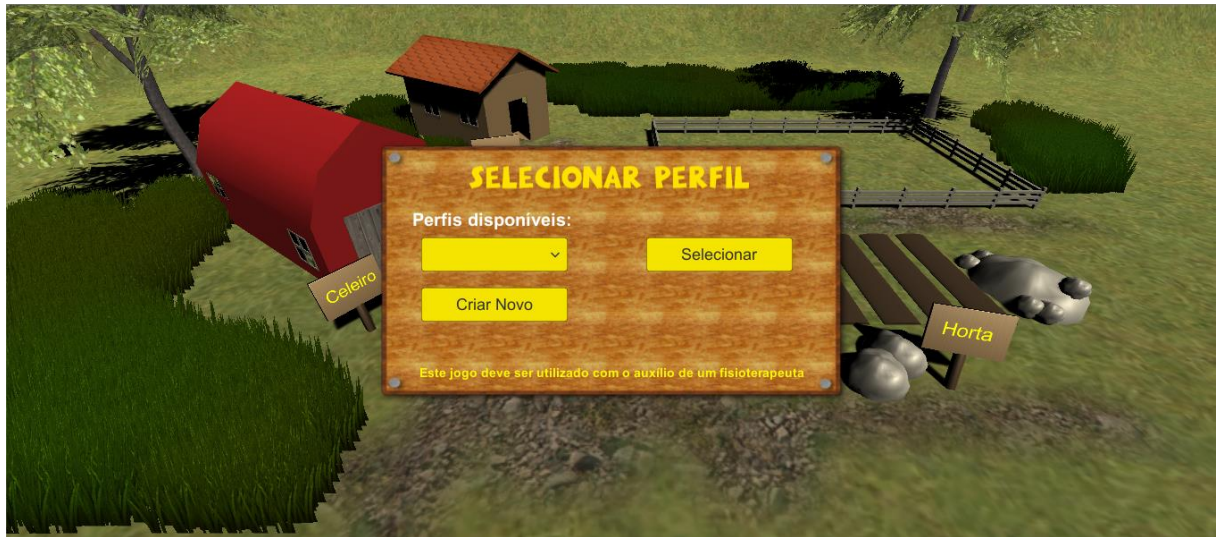 SELECIONAR PERFIL
Perfis disponíveis:
Selecionar
Criar Novo
Este jogo deve ser utilizado com o auxílio de um fisioterapeuta
Celeiro
Horta